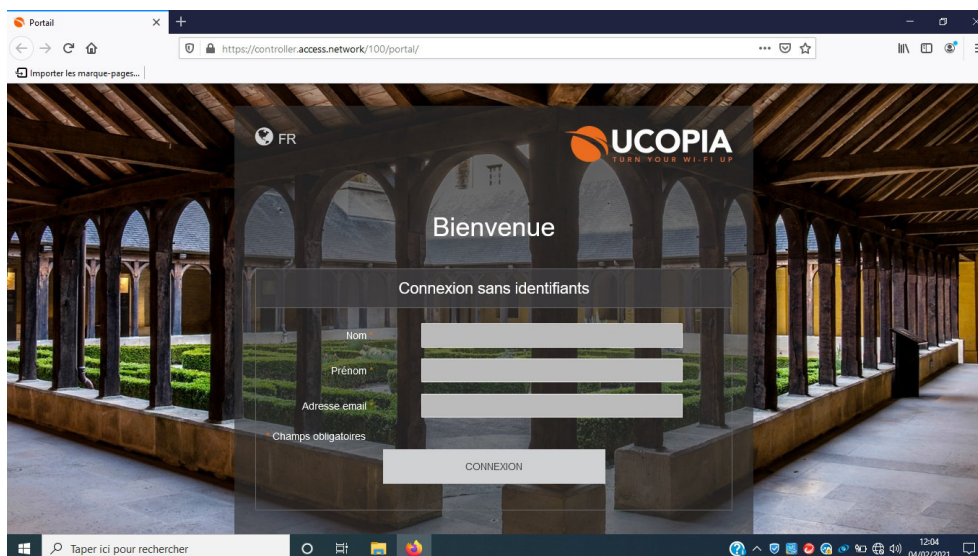 Portail
https://controller.access.network/100/portal/
Importer les marque-pages...
FR
UCOPIA
TURN YOUR WI-FI UP
Bienvenue
Connexion sans identifiants
Nom *
Prénom
Adresse email
Champs obligatoires
CONNEXION
Taper ici pour rechercher
12:04
04/02/2021